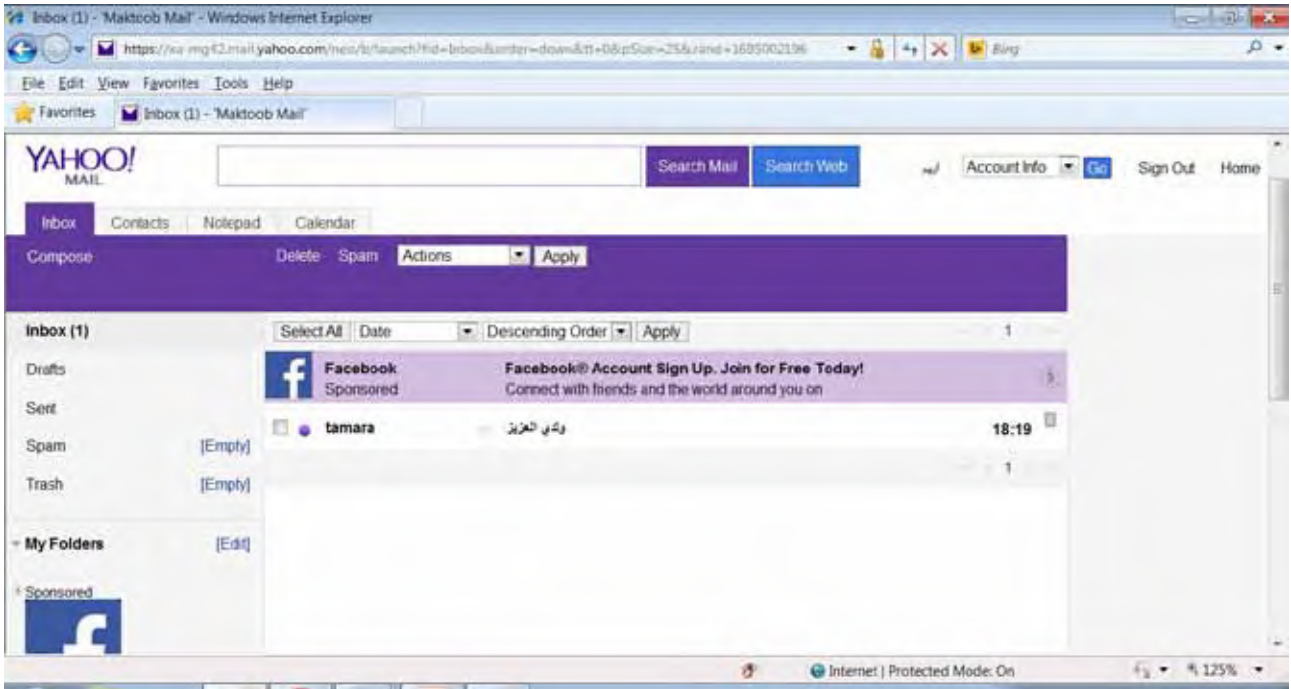 Inbox (1) - 'Maktoob Mail' - Windows Internet Explorer
Bing
File Edit View Favorites Tools Help
Favorites Inbox (1) - 'Maktoob Mail'
YAHOO!
MAIL
Search Mail Search Web Account Info Go Sign Out Home
Inbox Contacts Notepad Calendar
Compose Delete Spam Actions Apply
Inbox (1) Select All Date Descending Order Apply 1
Drafts
Facebook Facebook® Account Sign Up. Join for Free Today!
Sponsored Connect with friends and the world around you on
Sent
tamara ولدي العزيز 18:19
Spam [Empty]
1
Trash [Empty]
My Folders [Edit]
Sponsored
Internet | Protected Mode: On 125%